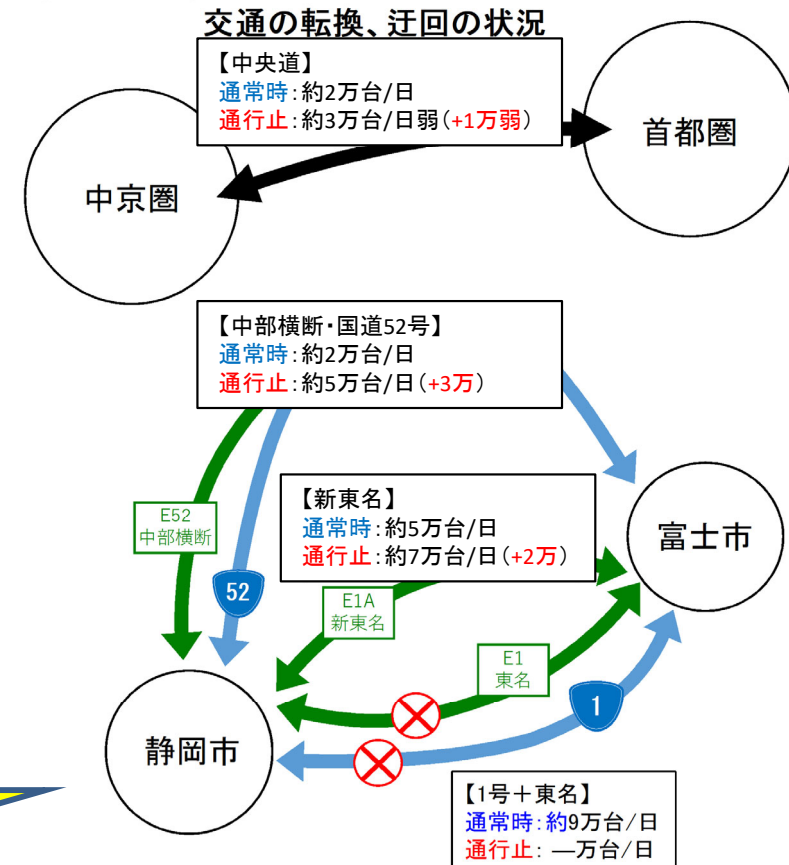 交通の転換、迂回の状況
【中央道】
通常時:約2万台/日
通行止:約3万台/日弱(+1万弱)
首都圏
中京圏
【中部横断・国道52号】
通常時:約2万台/日
通行止:約5万台/日(+3万)
【新東名】
通常時:約5万台/日
通行止:約7万台/日(+2万)
E52
中部横断
富士市
52
E1A
新東名
E1
東名
1
静岡市
【1号+東名】
通常時:約9万台/日
通行止: ―万台/日